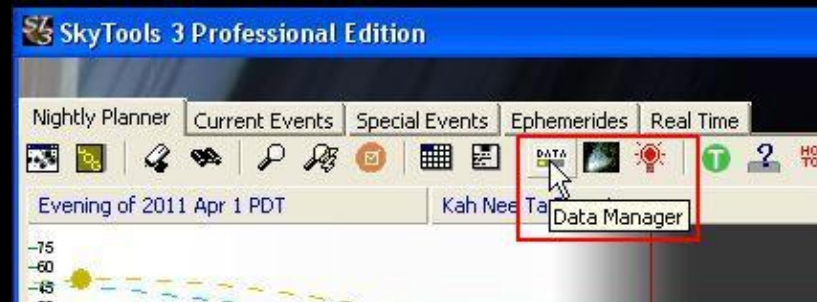 SkyTools 3 Professional Edition
Nightly Planner Current Events Special Events Ephemerides Real Time
DATA T ?
Evening of 2011 Apr 1 PDT Kah Nee Ta
Data Manager
-75
-60
-45